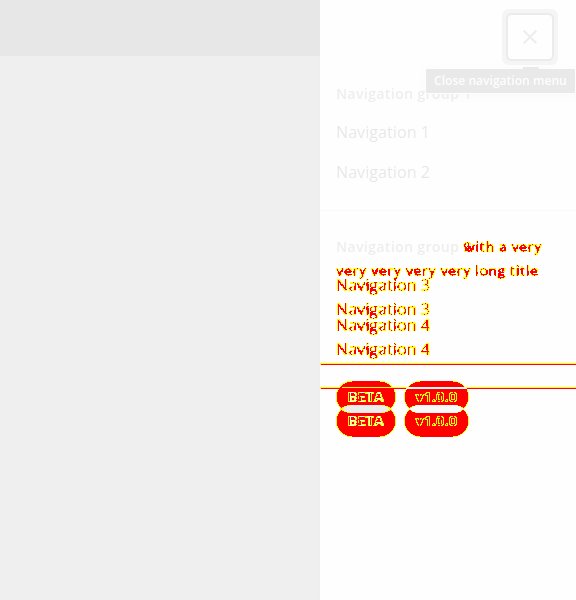 Close navigation menu
Navigation group 1
Navigation 1
Navigation 2
Navigation group with a very
very very very very long title
Navigation 3
Navigation 3
Navigation 4
Navigation 4
BETA v1.0.0
BETA v1.0.0